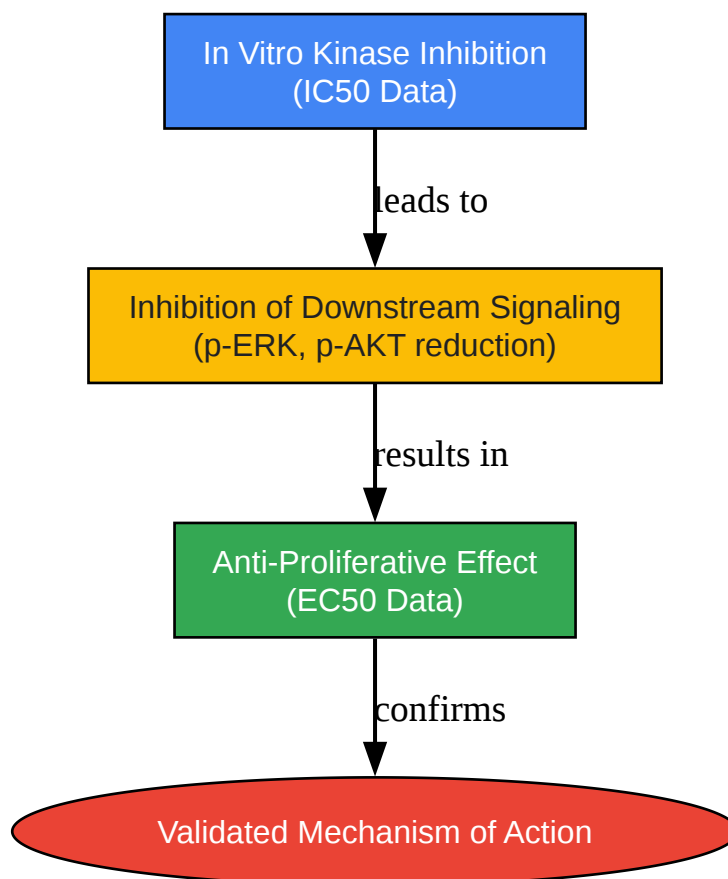 In Vitro Kinase Inhibition
(IC50 Data)
leads to
Inhibition of Downstream Signaling
(p-ERK, p-AKT reduction)
results in
Anti-Proliferative Effect
(EC50 Data)
confirms
Validated Mechanism of Action